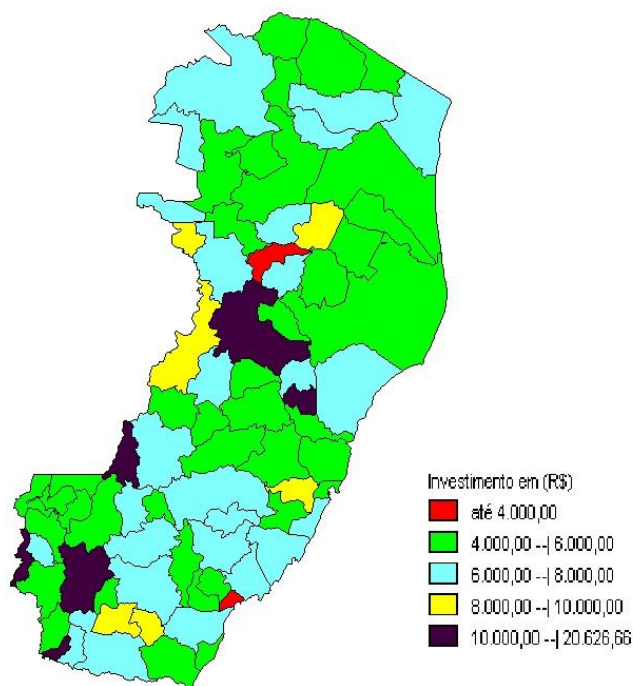 Investimento em (R$)
até 4.000,00
4.000,00 --| 6.000,00
6.000,00 --| 8.000,00
8.000,00 --| 10.000,00
10.000,00 --| 20.626,66